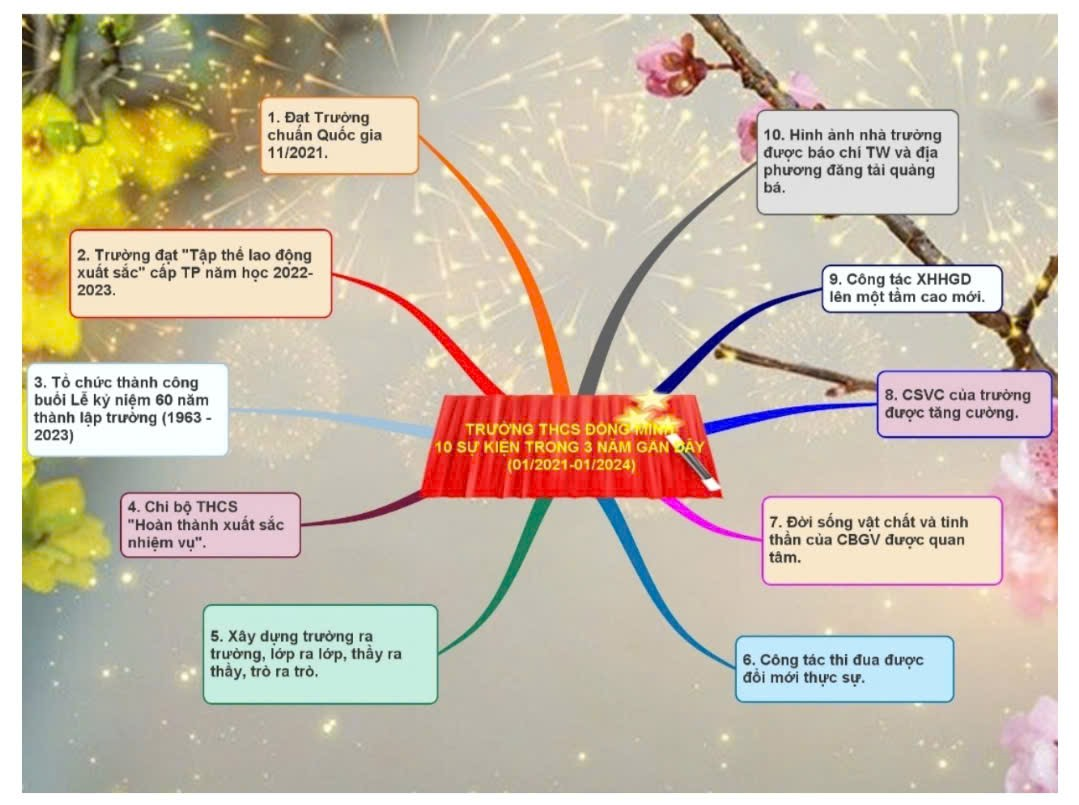 TRƯỜNG THCS ĐÔNG MINH
10 SỰ KIỆN TRONG 3 NĂM GẦN ĐÂY
(01/2021-01/2024)
1. Đạt Trường
chuẩn Quốc gia
11/2021.
2. Trường đạt "Tập thể lao động
xuất sắc" cấp TP năm học 2022-
2023.
3. Tổ chức thành công
buổi Lễ kỷ niệm 60 năm
thành lập trường (1963 -
2023)
4. Chi bộ THCS
"Hoàn thành xuất sắc
nhiệm vụ".
5. Xây dựng trường ra
trường, lớp ra lớp, thầy ra
thầy, trò ra trò.
6. Công tác thi đua được
đổi mới thực sự.
7. Đời sống vật chất và tinh
thần của CBGV được quan
tâm.
8. CSVC của trường
được tăng cường.
9. Công tác XHHGD
lên một tầm cao mới.
10. Hình ảnh nhà trường
được báo chí TW và địa
phương đăng tải quảng
bá.